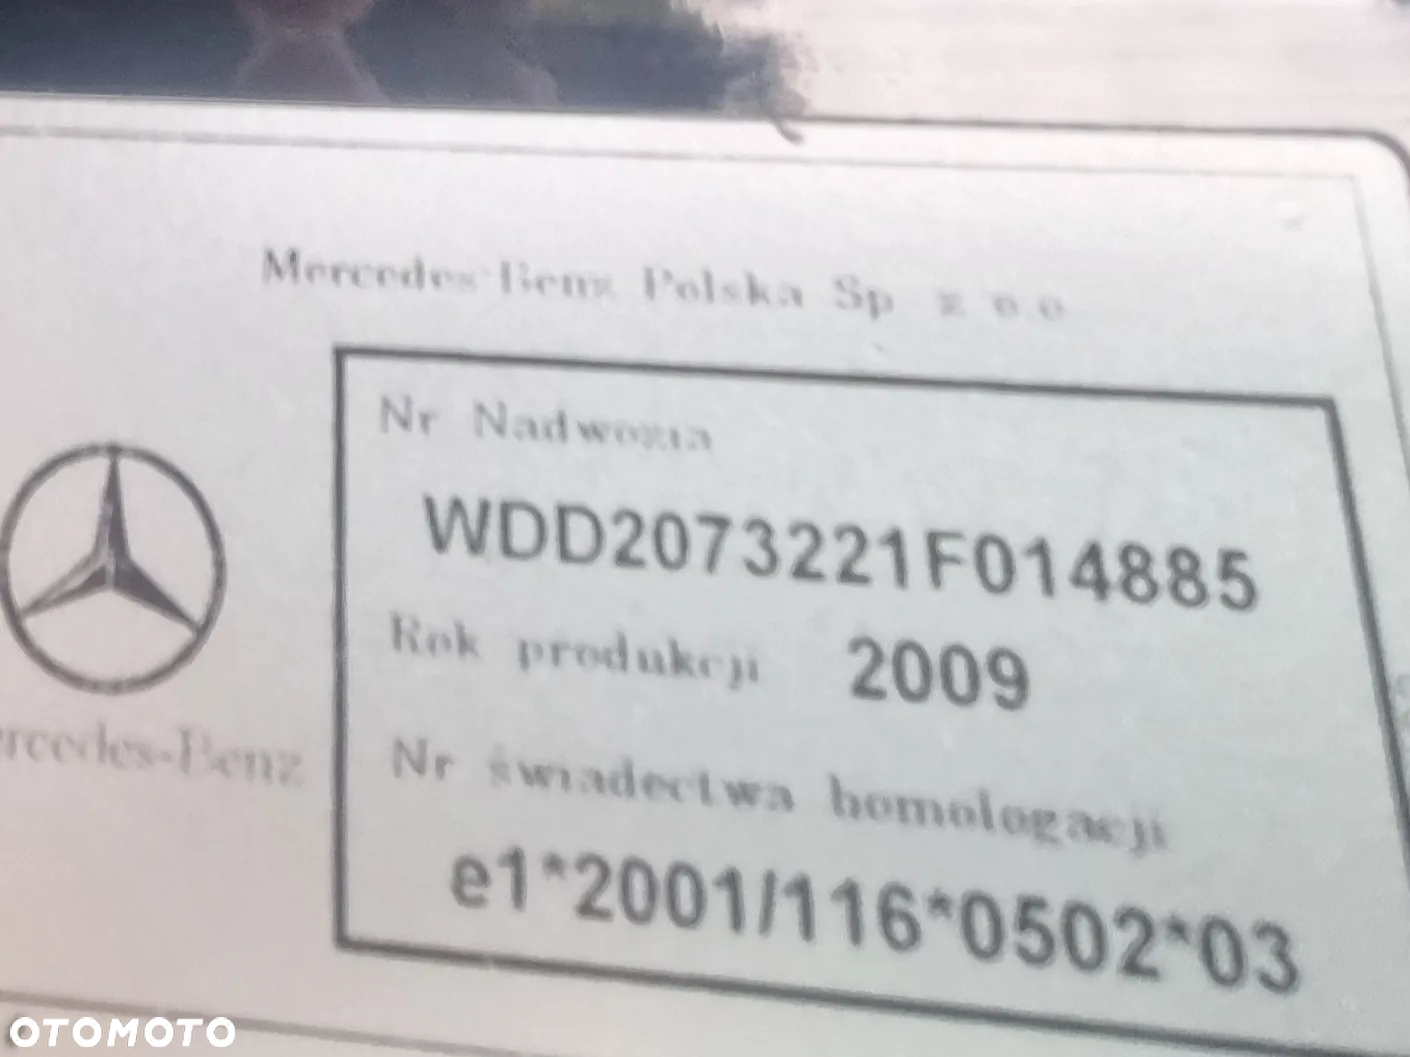 Mercedes-Benz Polska Sp z o o
Nr Nadwozia
WDD2073221F014885
Rok produkcji 2009
Mercedes-Benz
Nr świadectwa homologacji
e1*2001/116*0502*03
OTOMOTO